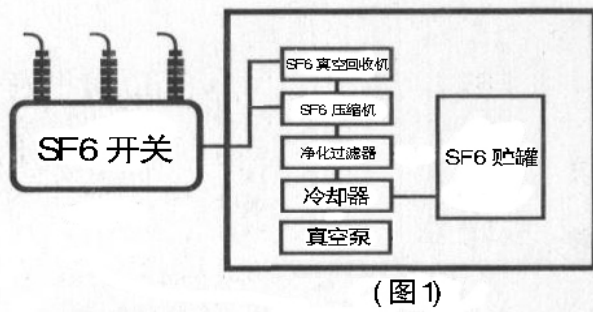 SF6 真空回收机
SF6 压缩机
净化过滤器
冷却器
真空泵
SF6 开关
SF6 贮罐
(图1)